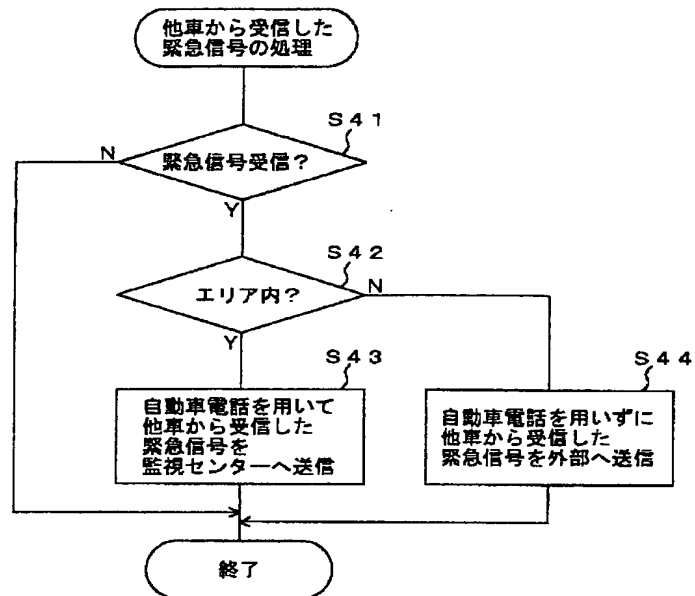 他車から受信した
緊急信号の処理
S41
N
緊急信号受信？
Y
S42
エリア内？
N
Y
S43
S44
自動車電話を用いて
他車から受信した
緊急信号を
監視センターへ送信
自動車電話を用いずに
他車から受信した
緊急信号を外部へ送信
終了